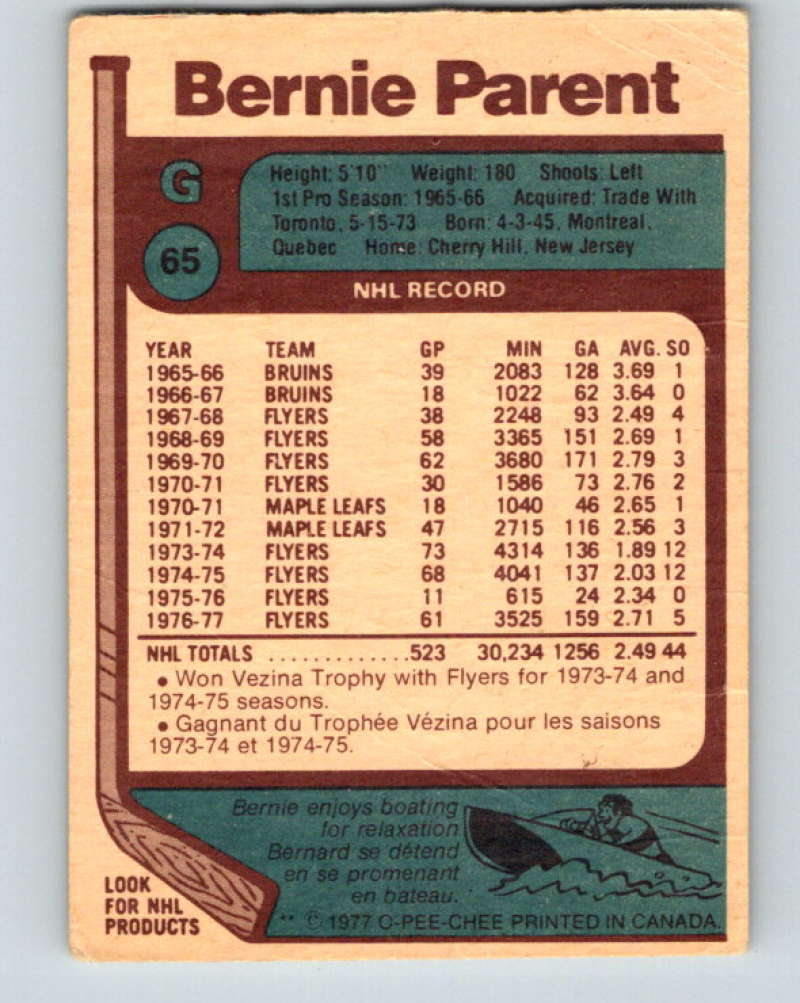 Bernie Parent
G
65
Height: 5'10" Weight: 180 Shoots: Left
1st Pro Season: 1965-66 Acquired: Trade With
Toronto, 5-15-73 Born: 4-3-45, Montreal,
Quebec Home: Cherry Hill, New Jersey
NHL RECORD
YEAR TEAM GP MIN GA AVG. SO
1965-66 BRUINS 39 2083 128 3.69 1
1966-67 BRUINS 18 1022 62 3.64 0
1967-68 FLYERS 38 2248 93 2.49 4
1968-69 FLYERS 58 3365 151 2.69 1
1969-70 FLYERS 62 3680 171 2.79 3
1970-71 FLYERS 30 1586 73 2.76 2
1970-71 MAPLE LEAFS 18 1040 46 2.65 1
1971-72 MAPLE LEAFS 47 2715 116 2.56 3
1973-74 FLYERS 73 4314 136 1.89 12
1974-75 FLYERS 68 4041 137 2.03 12
1975-76 FLYERS 11 615 24 2.34 0
1976-77 FLYERS 61 3525 159 2.71 5
NHL TOTALS .............523 30,234 1256 2.49 44
• Won Vezina Trophy with Flyers for 1973-74 and
1974-75 seasons.
• Gagnant du Trophée Vézina pour les saisons
1973-74 et 1974-75.
Bernie enjoys boating
for relaxation
Bernard se détend
en se promenant
en bateau.
LOOK
FOR NHL
PRODUCTS
** © 1977 O-PEE-CHEE PRINTED IN CANADA.